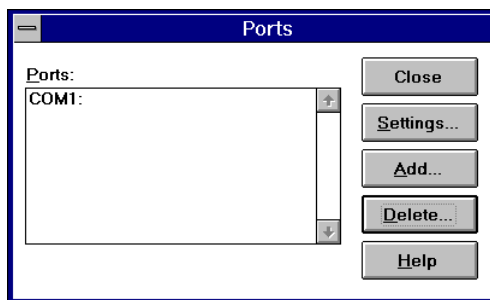 Ports
Ports:
COM1:
Close
Settings...
Add...
Delete...
Help